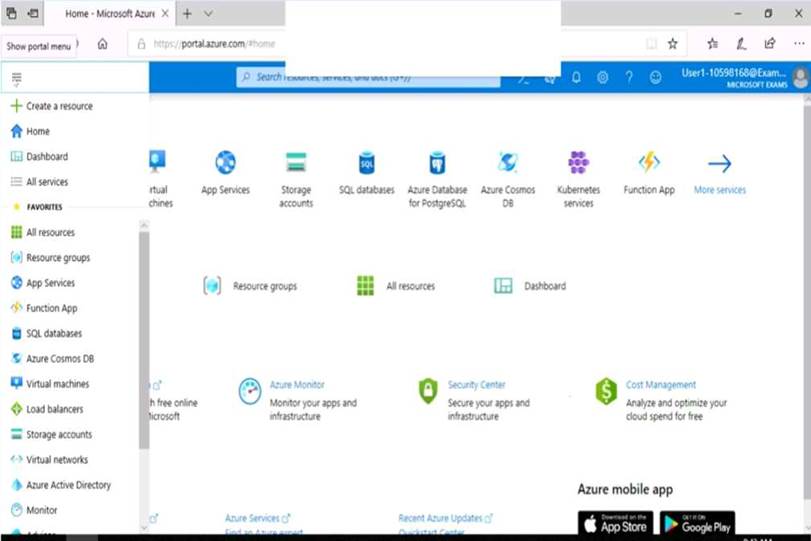 Home - Microsoft Azure
Show portal menu
https://portal.azure.com/#home
Search resources, services, and docs (G+/)
User1-10598168@Exam...
MICROSOFT EXAMS
Create a resource
Home
Dashboard
All services
FAVORITES
All resources
Resource groups
App Services
Function App
SQL databases
Azure Cosmos DB
Virtual machines
Load balancers
Storage accounts
Virtual networks
Azure Active Directory
Monitor
rtual
chines
App Services
Storage
accounts
SQL databases
Azure Database
for PostgreSQL
Azure Cosmos
DB
Kubernetes
services
Function App
More services
Resource groups
All resources
Dashboard
h free online
Microsoft
Azure Monitor
Monitor your apps and
infrastructure
Security Center
Secure your apps and
infrastructure
Cost Management
Analyze and optimize your
cloud spend for free
Azure Services
Find an Azure expert
Recent Azure Updates
Quickstart Center
Azure mobile app
Download on the
App Store
GET IT ON
Google Play